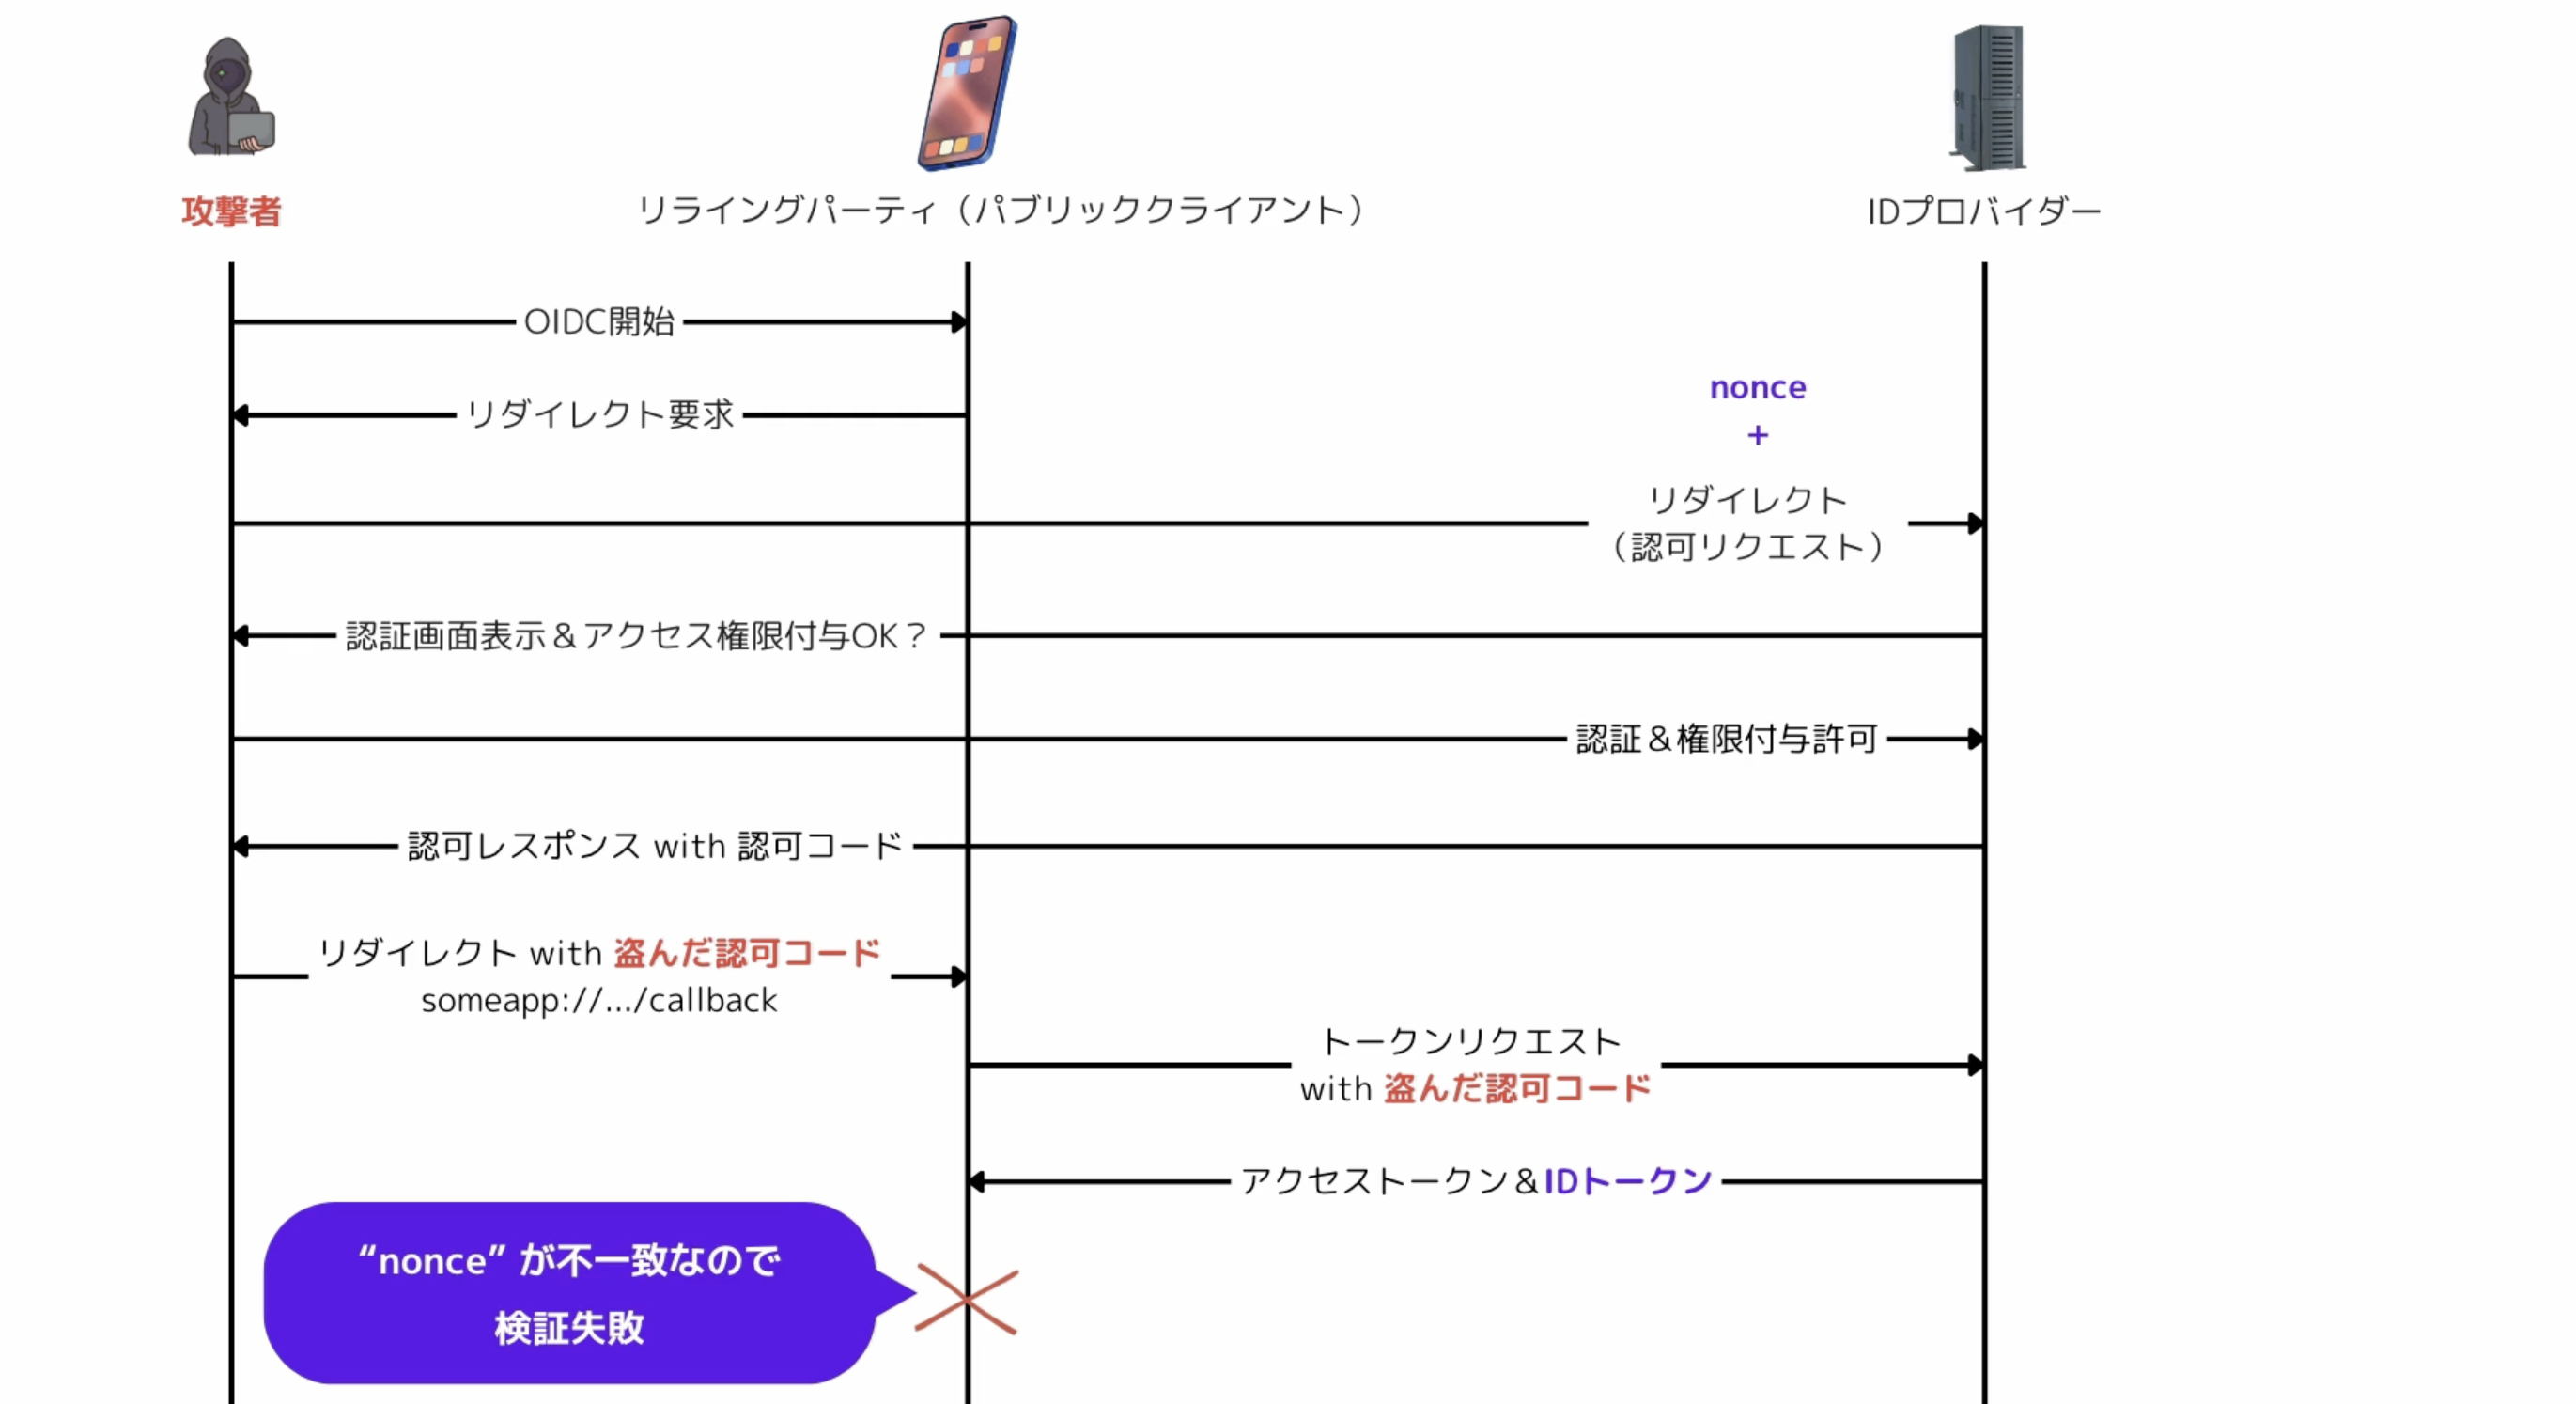 攻撃者
リライングパーティ（パブリッククライアント）
IDプロバイダー
OIDC開始
リダイレクト要求
nonce
+
リダイレクト
（認可リクエスト）
認証画面表示＆アクセス権限付与OK？
認証＆権限付与許可
認可レスポンス with 認可コード
リダイレクト with 盗んだ認可コード
someapp://.../callback
トークンリクエスト
with 盗んだ認可コード
アクセストークン＆IDトークン
“nonce” が不一致なので
検証失敗